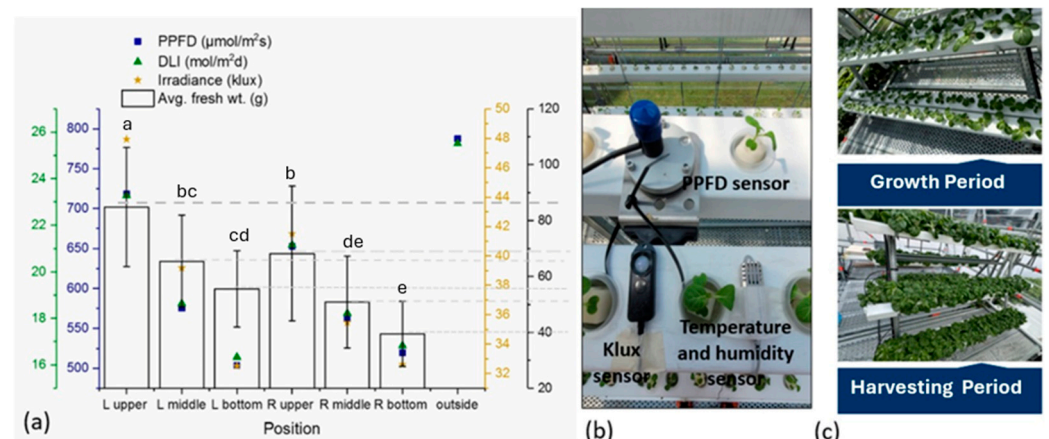 PPFD (µmol/m²s)
DLI (mol/m²d)
Irradiance (klux)
Avg. fresh wt. (g)
26
24
22
20
18
16
800
750
700
650
600
550
500
a
bc
cd
b
de
e
50
48
46
44
42
40
38
36
34
32
120
100
80
60
40
20
L upper L middle L bottom R upper R middle R bottom outside
Position
(a)
PPFD sensor
Klux
sensor
Temperature
and humidity
sensor
(b)
Growth Period
Harvesting Period
(c)